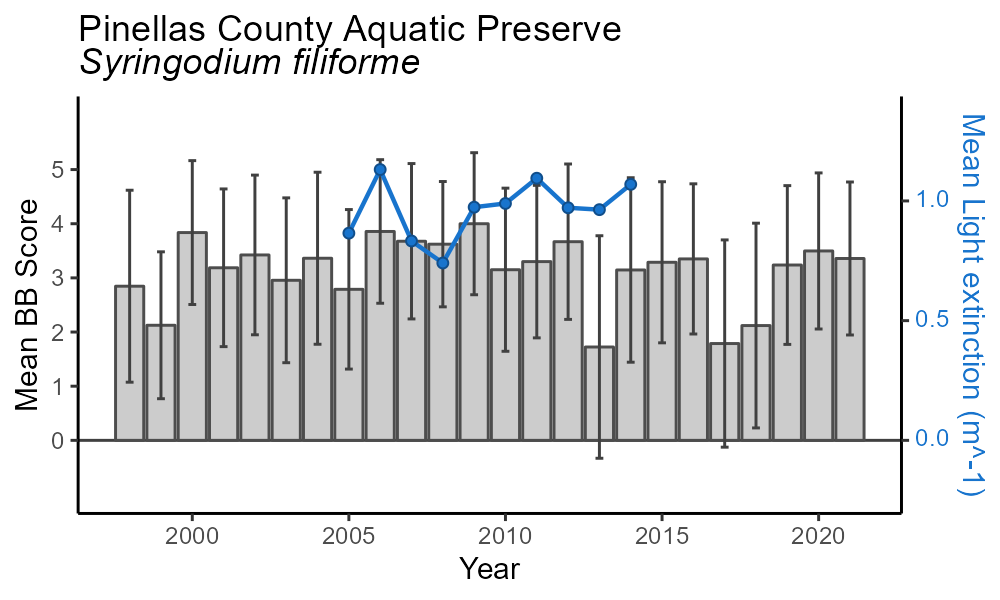 Pinellas County Aquatic Preserve
Syringodium filiforme
Mean BB Score
5
4
3
2
1
0
1.0
0.5
0.0
Mean Light extinction (m^-1)
2000
2005
2010
2015
2020
Year